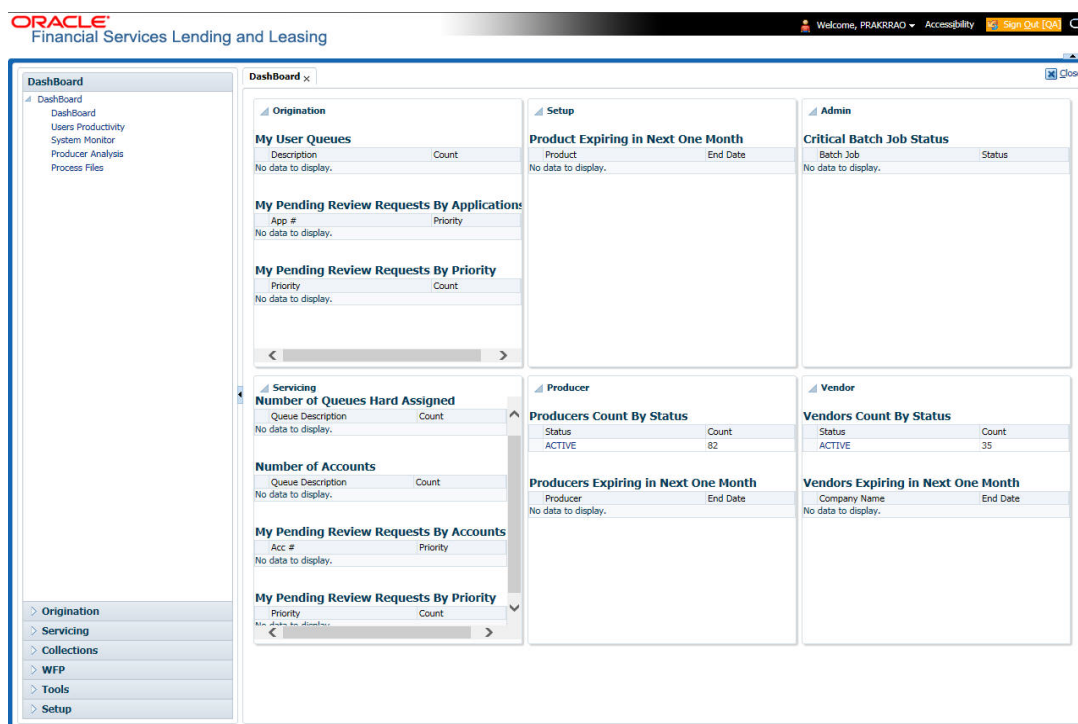 ORACLE
Financial Services Lending and Leasing
Welcome, PRAKRRAO
Accessibility
Sign Out [QA]
DashBoard
DashBoard
DashBoard
Users Productivity
System Monitor
Producer Analysis
Process Files
Origination
Servicing
Collections
WFP
Tools
Setup
DashBoard
Close
Origination
My User Queues
Description Count
No data to display.
My Pending Review Requests By Applications
App # Priority
No data to display.
My Pending Review Requests By Priority
Priority Count
No data to display.
Setup
Product Expiring in Next One Month
Product End Date
No data to display.
Admin
Critical Batch Job Status
Batch Job Status
No data to display.
Servicing
Number of Queues Hard Assigned
Queue Description Count
No data to display.
Number of Accounts
Queue Description Count
No data to display.
My Pending Review Requests By Accounts
Acc # Priority
No data to display.
My Pending Review Requests By Priority
Priority Count
No data to display.
Producer
Producers Count By Status
Status Count
ACTIVE 82
Producers Expiring in Next One Month
Producer End Date
No data to display.
Vendor
Vendors Count By Status
Status Count
ACTIVE 35
Vendors Expiring in Next One Month
Company Name End Date
No data to display.